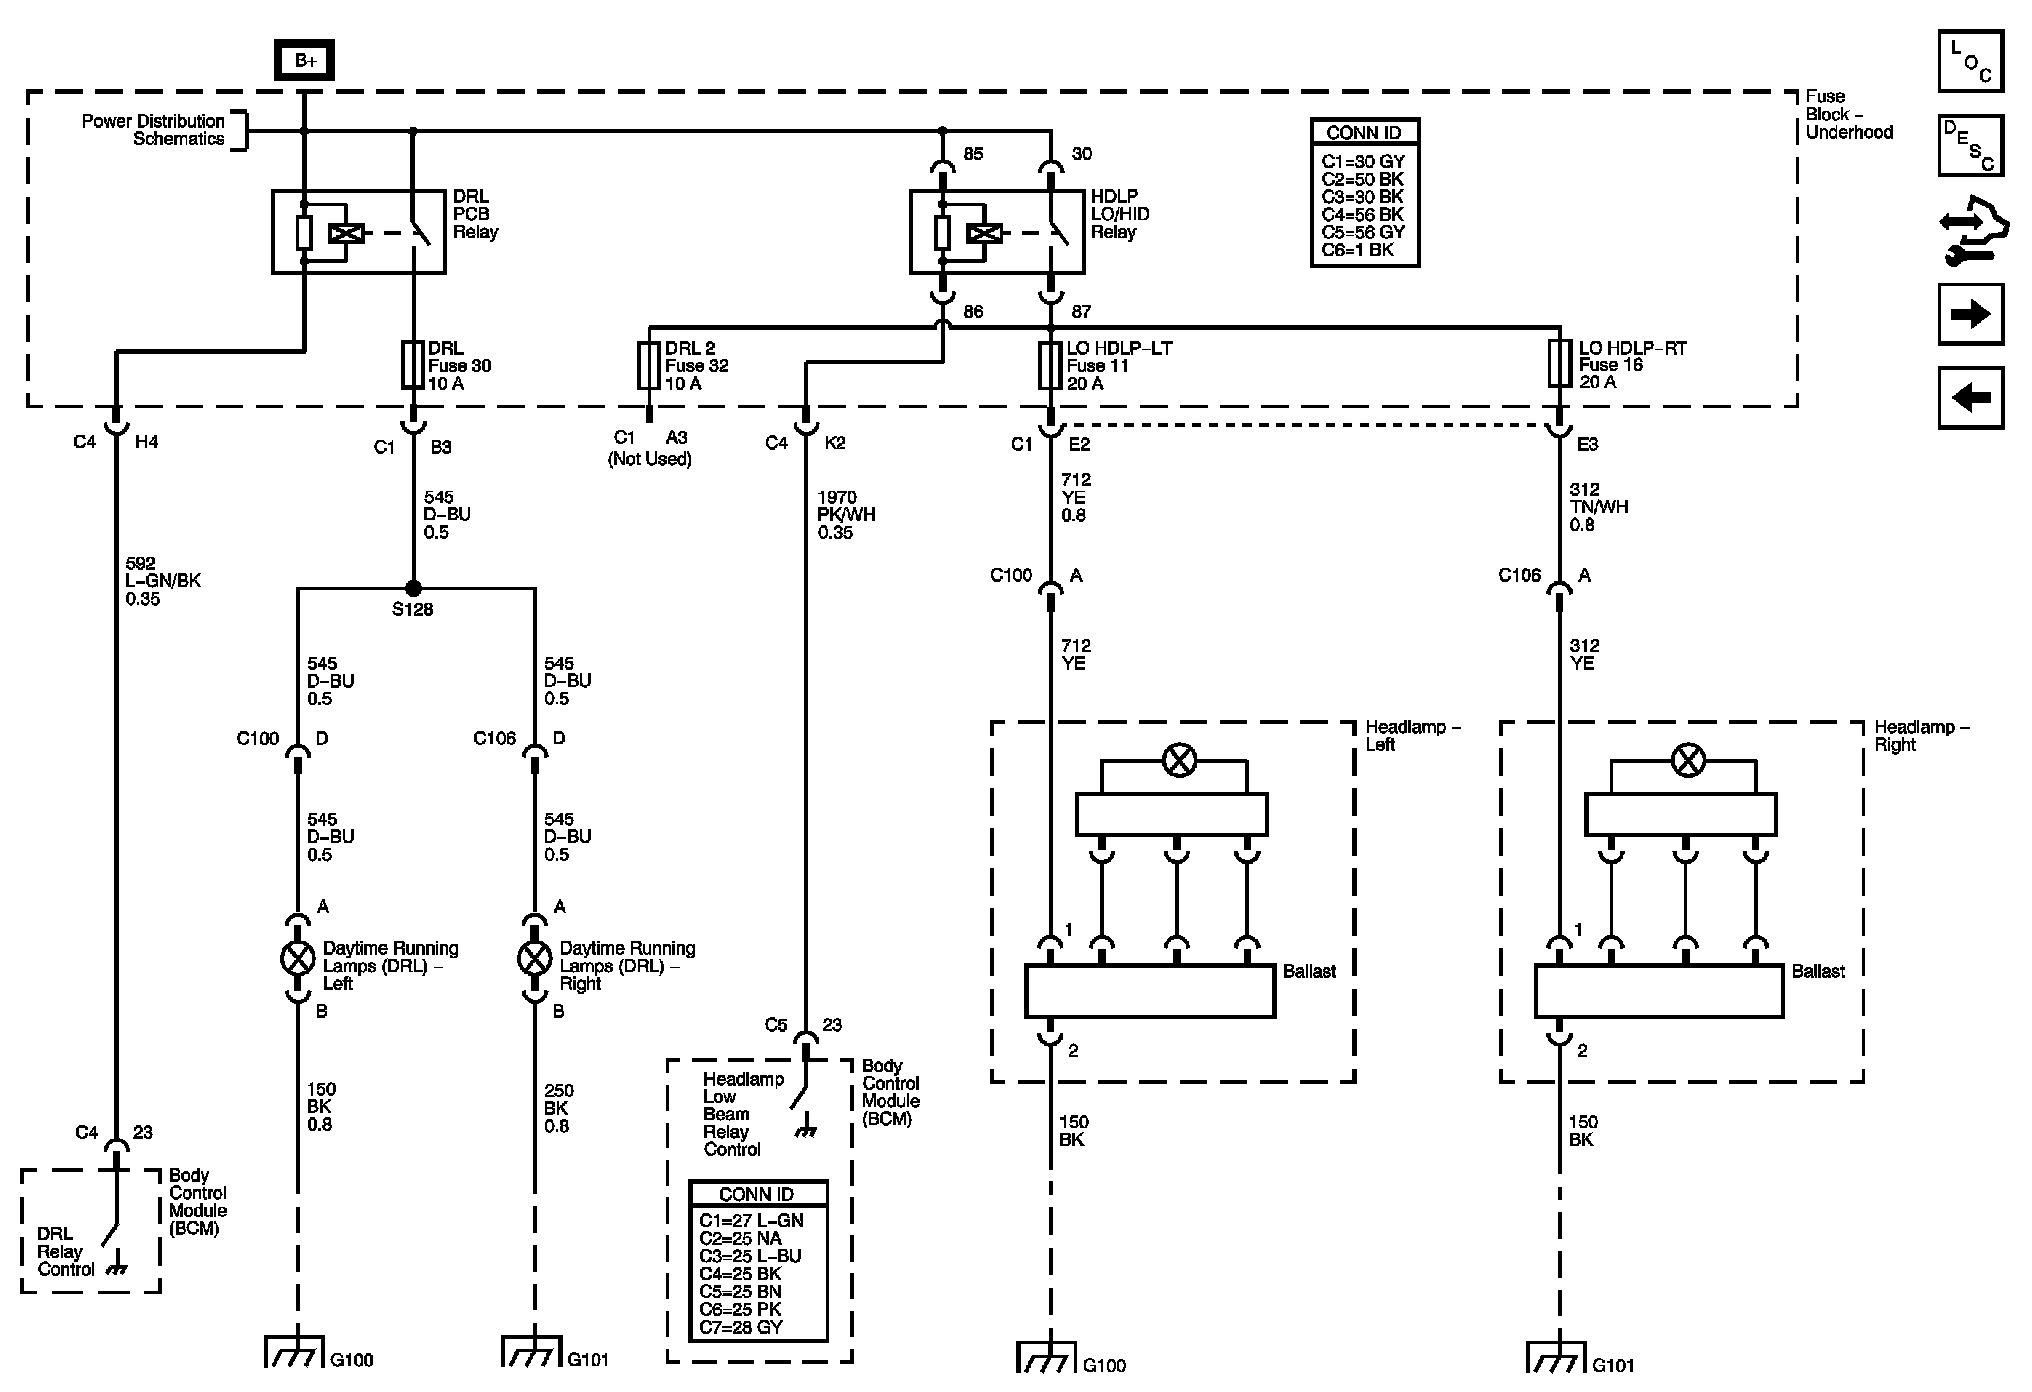 B+
L
O
C
Fuse
Block –
Underhood
Power Distribution
Schematics
85
30
CONN ID
C1=30 GY
C2=50 BK
C3=30 BK
C4=56 BK
C5=56 GY
C6=1 BK
D
E
S
C
DRL
PCB
Relay
HDLP
LO/HID
Relay
86
87
DRL
Fuse 30
10 A
DRL 2
Fuse 32
10 A
LO HDLP–LT
Fuse 11
20 A
LO HDLP–RT
Fuse 16
20 A
C4 H4
C1 B3
C1 A3
(Not Used)
C4 K2
C1 E2
E3
545
D–BU
0.5
1970
PK/WH
0.35
712
YE
0.8
312
TN/WH
0.8
592
L–GN/BK
0.35
S128
C100 A
C106 A
545
D–BU
0.5
545
D–BU
0.5
712
YE
312
YE
C100 D
C106 D
Headlamp –
Left
Headlamp –
Right
545
D–BU
0.5
545
D–BU
0.5
A
A
Daytime Running
Lamps (DRL) –
Left
Daytime Running
Lamps (DRL) –
Right
B
B
1
Ballast
1
Ballast
C5 23
2
2
Headlamp
Low
Beam
Relay
Control
Body
Control
Module
(BCM)
150
BK
0.8
250
BK
0.8
150
BK
150
BK
C4 23
Body
Control
Module
(BCM)
DRL
Relay
Control
CONN ID
C1=27 L–GN
C2=25 NA
C3=25 L–BU
C4=25 BK
C5=25 BN
C6=25 PK
C7=28 GY
G100
G101
G100
G101